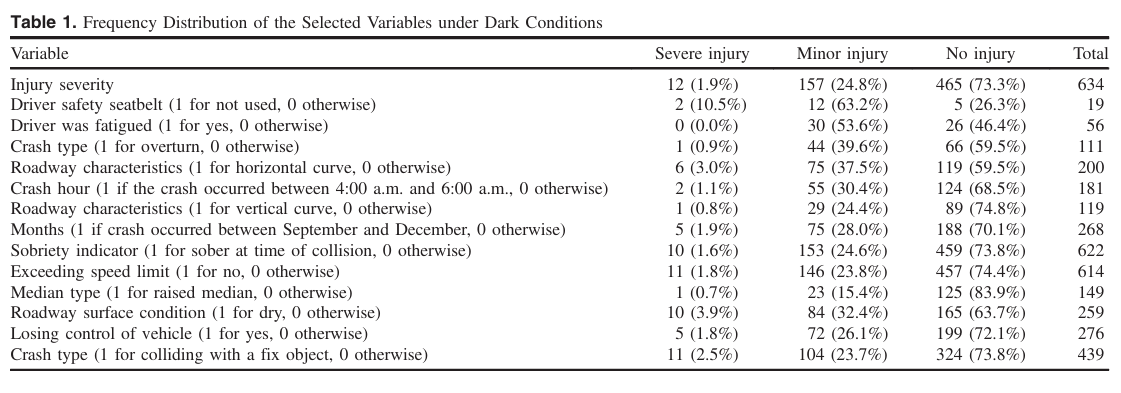 Table 1. Frequency Distribution of the Selected Variables under Dark Conditions
Variable Severe injury Minor injury No injury Total
Injury severity 12 (1.9%) 157 (24.8%) 465 (73.3%) 634
Driver safety seatbelt (1 for not used, 0 otherwise) 2 (10.5%) 12 (63.2%) 5 (26.3%) 19
Driver was fatigued (1 for yes, 0 otherwise) 0 (0.0%) 30 (53.6%) 26 (46.4%) 56
Crash type (1 for overturn, 0 otherwise) 1 (0.9%) 44 (39.6%) 66 (59.5%) 111
Roadway characteristics (1 for horizontal curve, 0 otherwise) 6 (3.0%) 75 (37.5%) 119 (59.5%) 200
Crash hour (1 if the crash occurred between 4:00 a.m. and 6:00 a.m., 0 otherwise) 2 (1.1%) 55 (30.4%) 124 (68.5%) 181
Roadway characteristics (1 for vertical curve, 0 otherwise) 1 (0.8%) 29 (24.4%) 89 (74.8%) 119
Months (1 if crash occurred between September and December, 0 otherwise) 5 (1.9%) 75 (28.0%) 188 (70.1%) 268
Sobriety indicator (1 for sober at time of collision, 0 otherwise) 10 (1.6%) 153 (24.6%) 459 (73.8%) 622
Exceeding speed limit (1 for no, 0 otherwise) 11 (1.8%) 146 (23.8%) 457 (74.4%) 614
Median type (1 for raised median, 0 otherwise) 1 (0.7%) 23 (15.4%) 125 (83.9%) 149
Roadway surface condition (1 for dry, 0 otherwise) 10 (3.9%) 84 (32.4%) 165 (63.7%) 259
Losing control of vehicle (1 for yes, 0 otherwise) 5 (1.8%) 72 (26.1%) 199 (72.1%) 276
Crash type (1 for colliding with a fix object, 0 otherwise) 11 (2.5%) 104 (23.7%) 324 (73.8%) 439